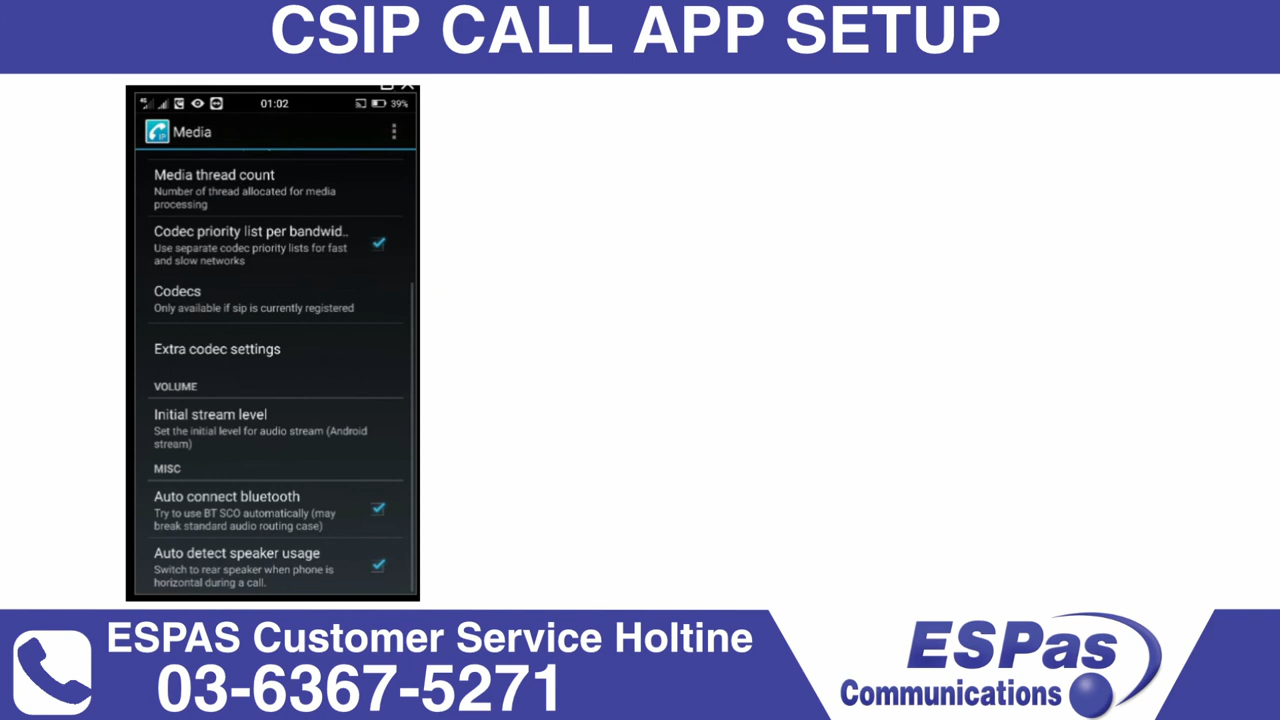 CSIP CALL APP SETUP
4G
01:02
39%
IP
Media
Media thread count
Number of thread allocated for media
processing
Codec priority list per bandwid..
Use separate codec priority lists for fast
and slow networks
Codecs
Only available if sip is currently registered
Extra codec settings
VOLUME
Initial stream level
Set the initial level for audio stream (Android
stream)
MISC
Auto connect bluetooth
Try to use BT SCO automatically (may
break standard audio routing case)
Auto detect speaker usage
Switch to rear speaker when phone is
horizontal during a call.
ESPAS Customer Service Holtine
03-6367-5271
ESPas
Communications